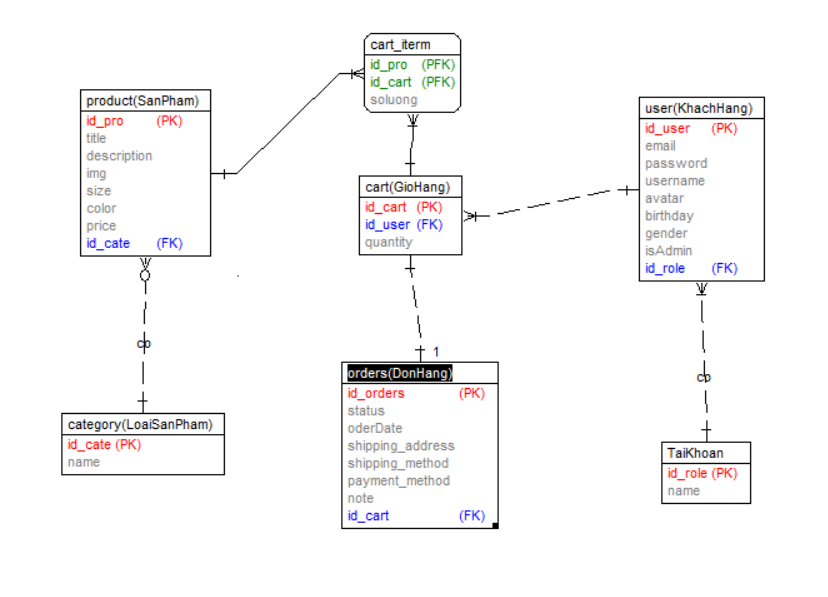 cart_iterm
id_pro (PFK)
id_cart (PFK)
soluong
product(SanPham)
id_pro (PK)
title
description
img
size
color
price
id_cate (FK)
user(KhachHang)
id_user (PK)
email
password
username
avatar
birthday
gender
isAdmin
id_role (FK)
cart(GioHang)
id_cart (PK)
id_user (FK)
quantity
co
1
co
orders(DonHang)
id_orders (PK)
status
oderDate
shipping_address
shipping_method
payment_method
note
id_cart (FK)
category(LoaiSanPham)
id_cate (PK)
name
TaiKhoan
id_role (PK)
name